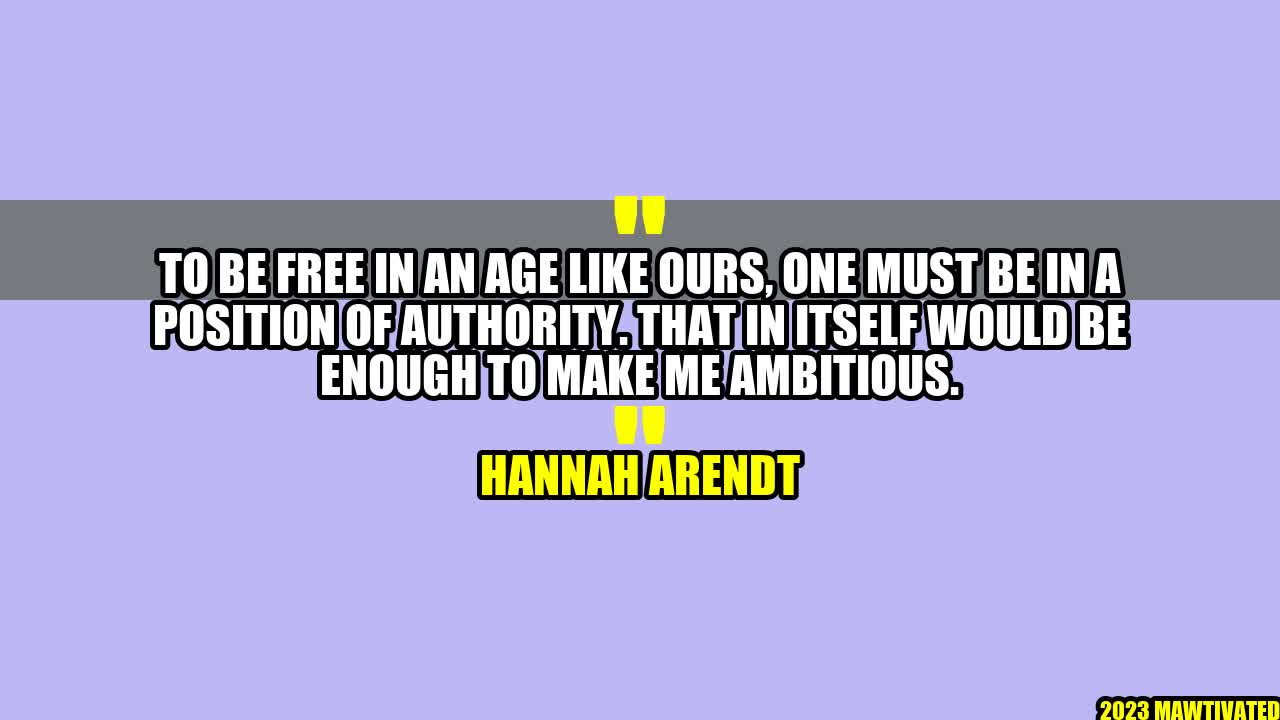 "
TO BE FREE IN AN AGE LIKE OURS, ONE MUST BE IN A
POSITION OF AUTHORITY. THAT IN ITSELF WOULD BE
ENOUGH TO MAKE ME AMBITIOUS.
"
HANNAH ARENDT
2023 MAWTIVATED